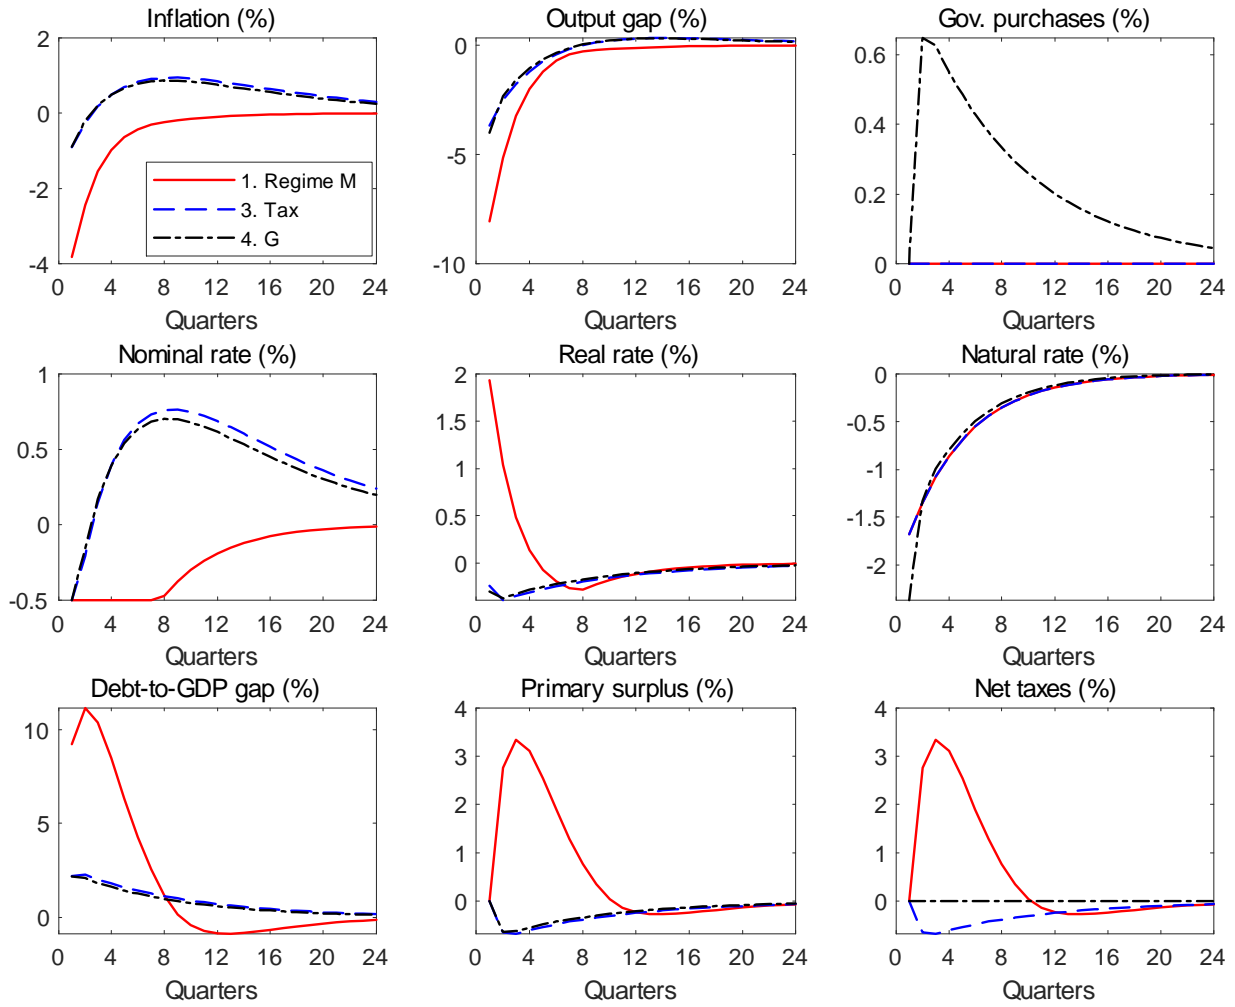 Inflation (%)
Output gap (%)
Gov. purchases (%)
2
0
-2
-4
1. Regime M
3. Tax
4. G
0 4 8 12 16 20 24
Quarters
0
-5
-10
0 4 8 12 16 20 24
Quarters
0.6
0.4
0.2
0
0 4 8 12 16 20 24
Quarters
Nominal rate (%)
Real rate (%)
Natural rate (%)
1
0.5
0
-0.5
0 4 8 12 16 20 24
Quarters
2
1.5
1
0.5
0
0 4 8 12 16 20 24
Quarters
0
-0.5
-1
-1.5
-2
0 4 8 12 16 20 24
Quarters
Debt-to-GDP gap (%)
Primary surplus (%)
Net taxes (%)
10
5
0
0 4 8 12 16 20 24
Quarters
4
3
2
1
0
0 4 8 12 16 20 24
Quarters
4
3
2
1
0
0 4 8 12 16 20 24
Quarters